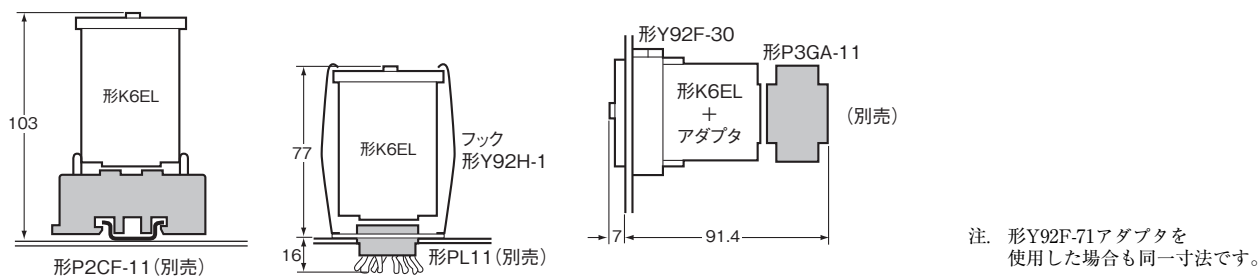 103
形K6EL
形P2CF-11(別売)
77
16
形K6EL
フック
形Y92H-1
形PL11(別売)
形Y92F-30
形P3GA-11
形K6EL
+
アダプタ
(別売)
7
91.4
注. 形Y92F-71アダプタを
使用した場合も同一寸法です。